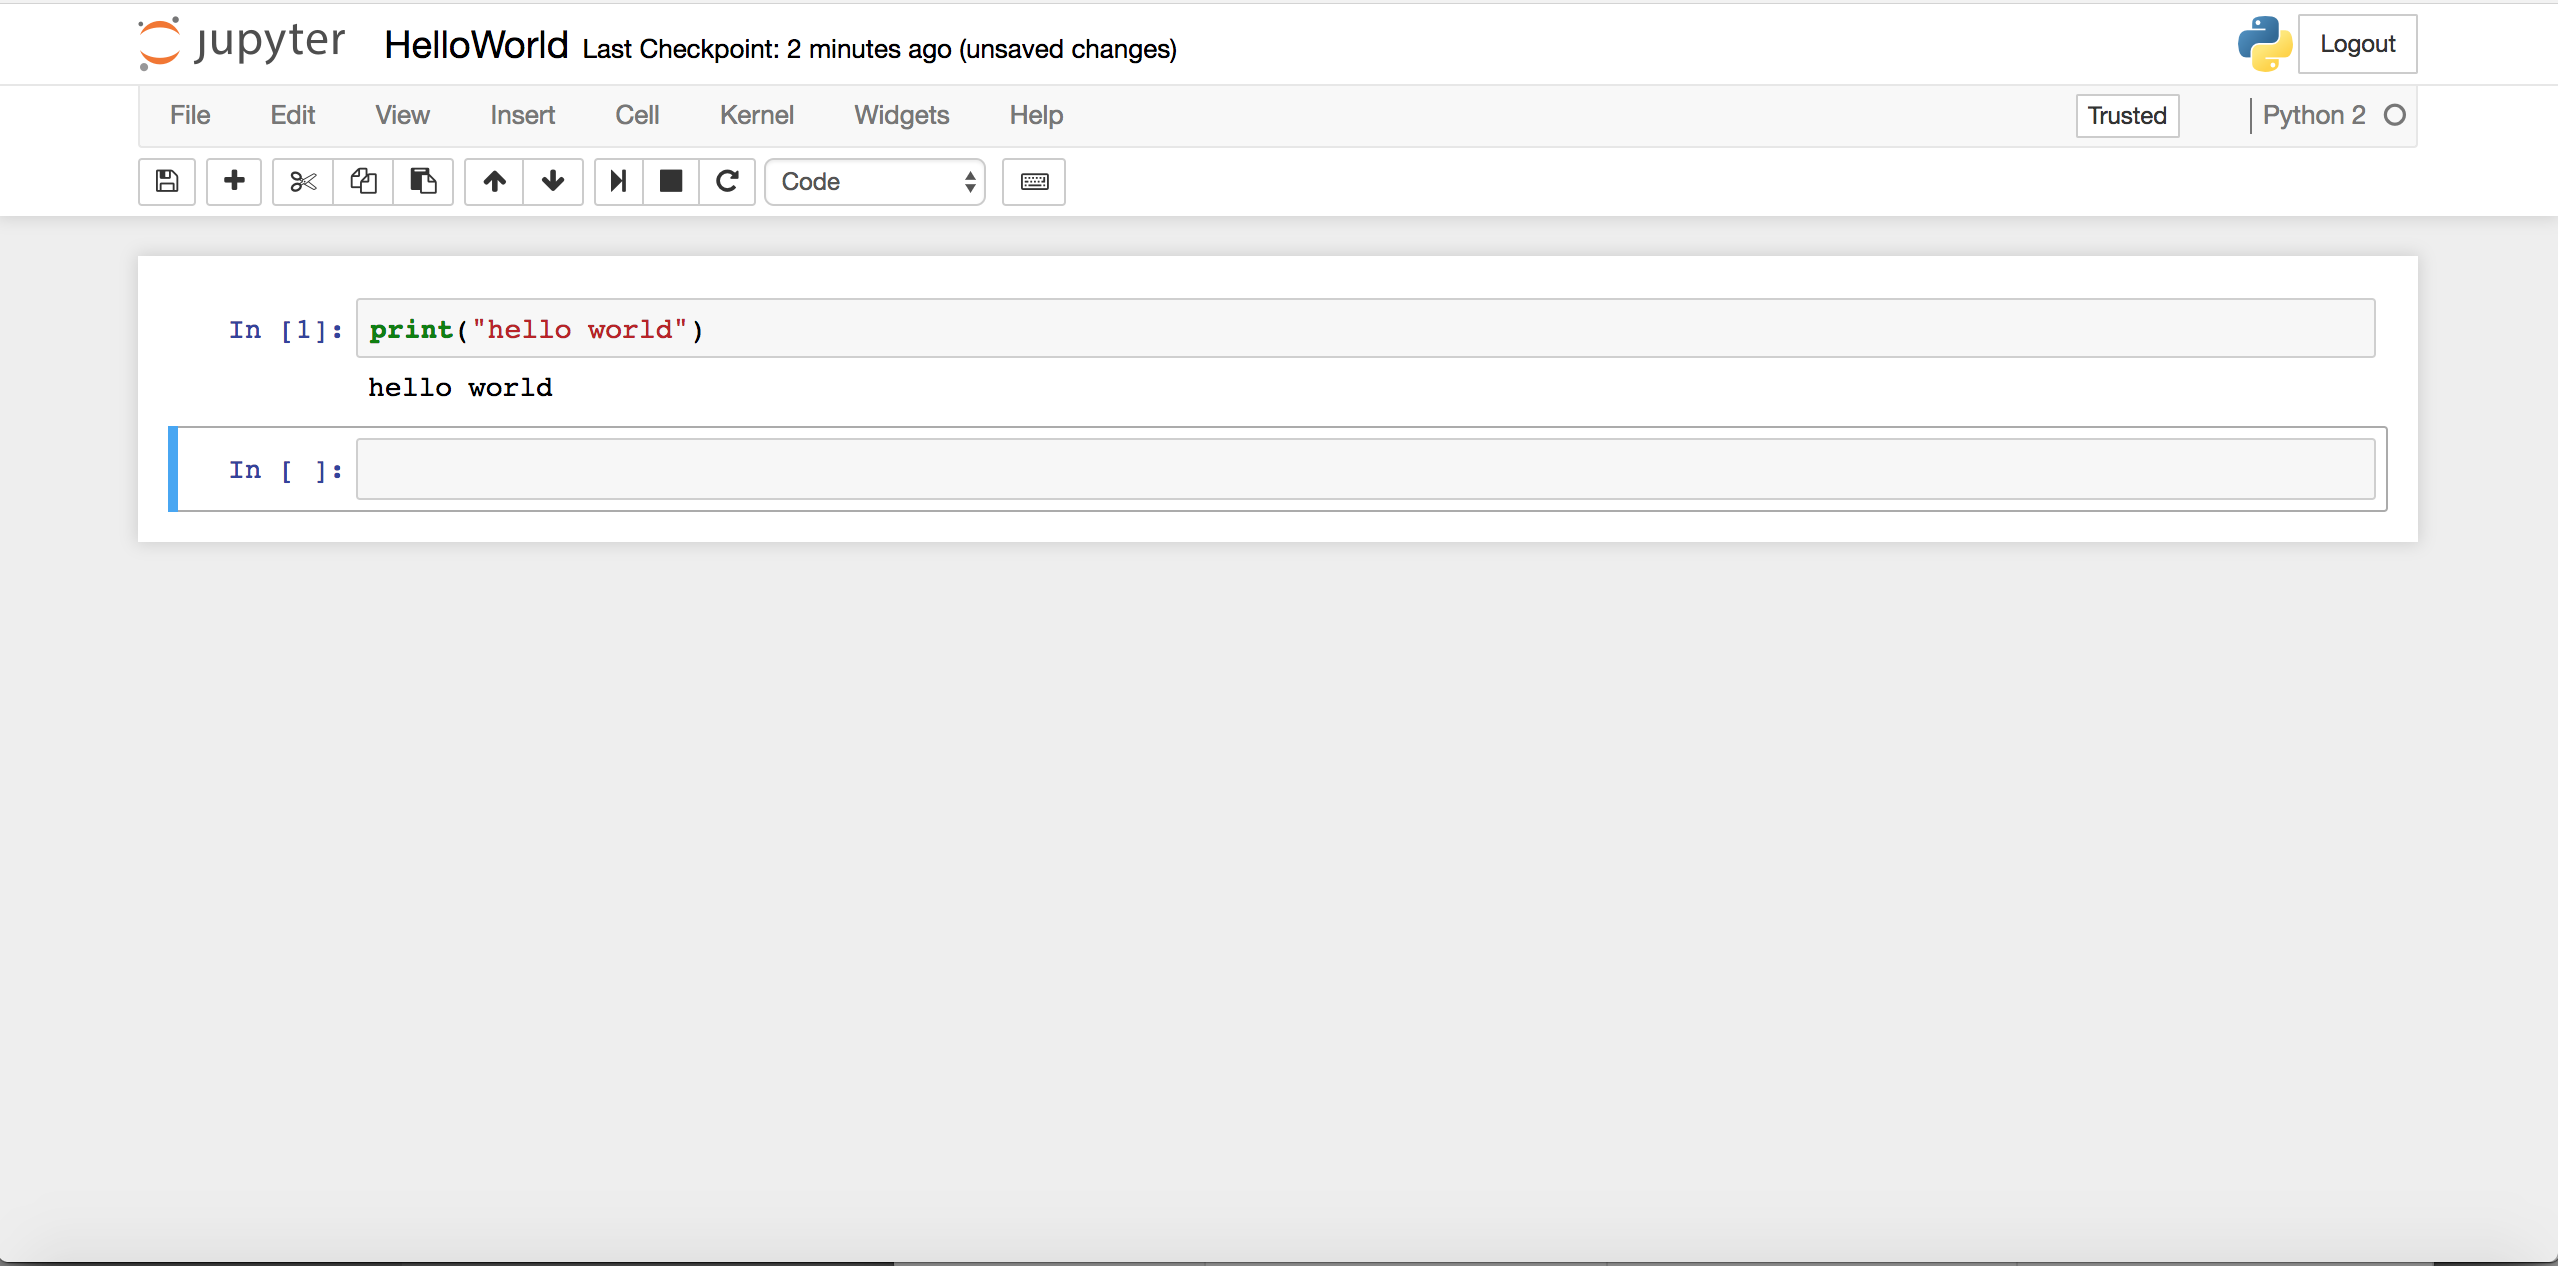 jupyter HelloWorld Last Checkpoint: 2 minutes ago (unsaved changes) Logout
File Edit View Insert Cell Kernel Widgets Help Trusted Python 2
Code
In [1]: print("hello world")
hello world
In [ ]: